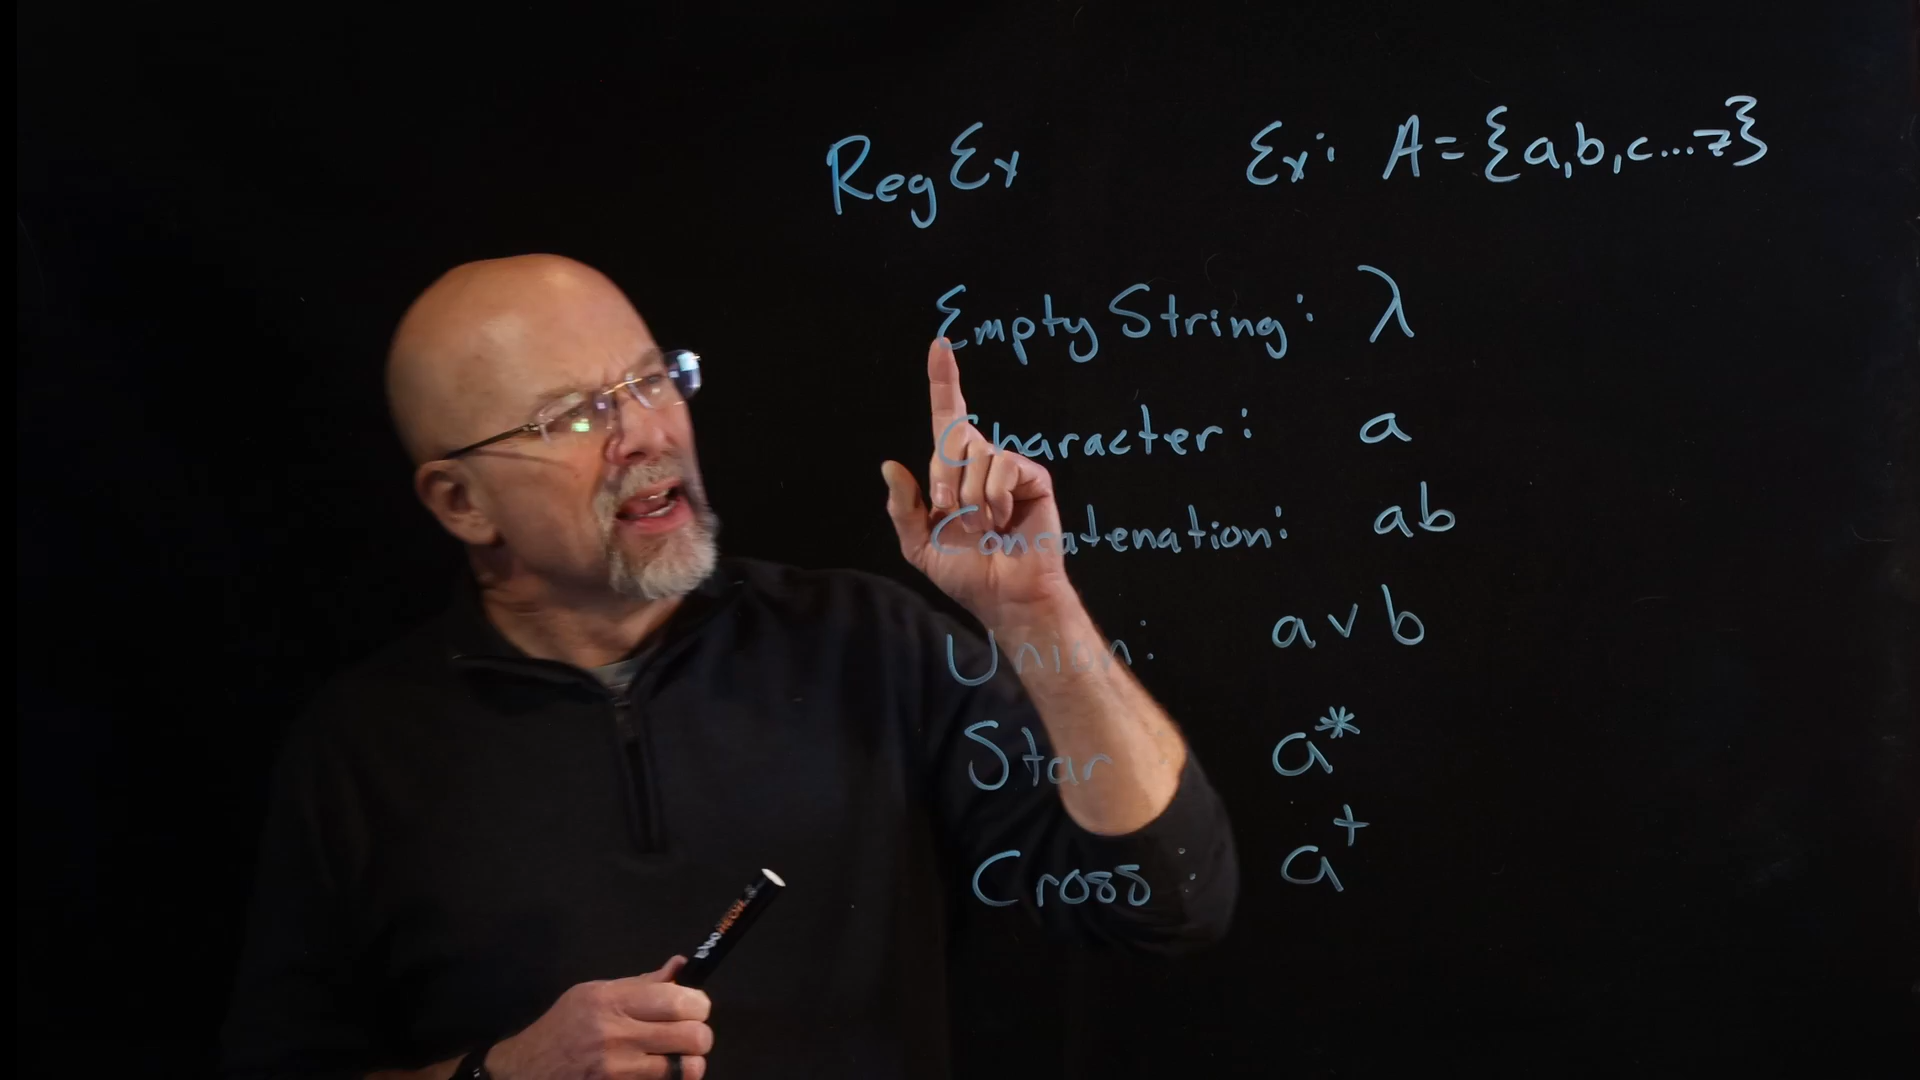 RegEx Ex: A={a,b,c...z}
Empty String: λ
Character: a
Concatenation: ab
Union: a ∨ b
Star : a*
Cross : a⁺